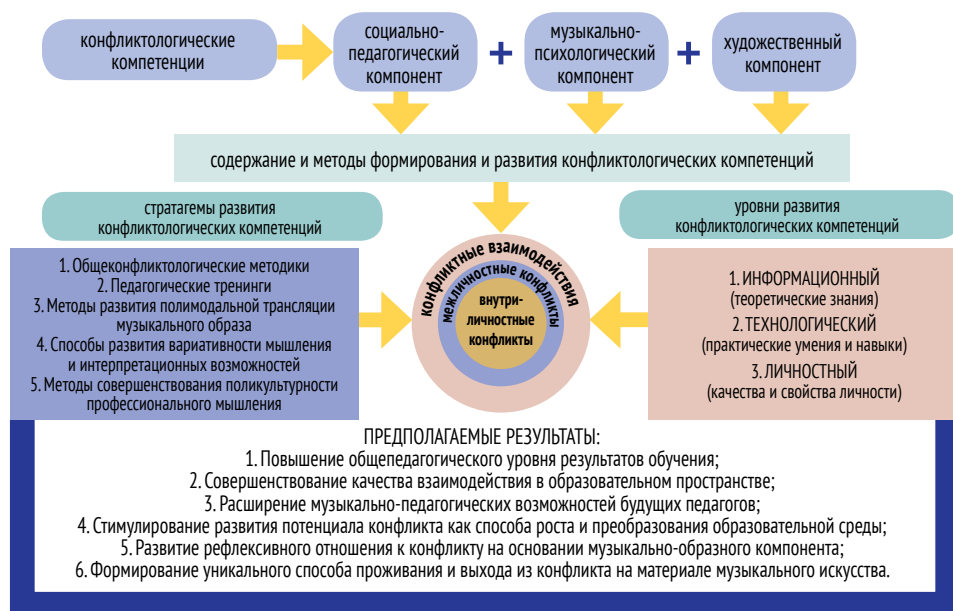 конфликтологические
компетенции
социально-
педагогический
компонент
+
музыкально-
психологический
компонент
+
художественный
компонент
содержание и методы формирования и развития конфликтологических компетенций
стратагемы развития
конфликтологических компетенций
уровни развития
конфликтологических компетенций
1. Общеконфликтологические методики
2. Педагогические тренинги
3. Методы развития полимодальной трансляции
музыкального образа
4. Способы развития вариативности мышления
и интерпретационных возможностей
5. Методы совершенствования поликультурности
профессионального мышления
конфликтные взаимодействия
межличностные конфликты
внутри-
личностные
конфликты
1. ИНФОРМАЦИОННЫЙ
(теоретические знания)
2. ТЕХНОЛОГИЧЕСКИЙ
(практические умения и навыки)
3. ЛИЧНОСТНЫЙ
(качества и свойства личности)
ПРЕДПОЛАГАЕМЫЕ РЕЗУЛЬТАТЫ:
1. Повышение общепедагогического уровня результатов обучения;
2. Совершенствование качества взаимодействия в образовательном пространстве;
3. Расширение музыкально-педагогических возможностей будущих педагогов;
4. Стимулирование развития потенциала конфликта как способа роста и преобразования образовательной среды;
5. Развитие рефлексивного отношения к конфликту на основании музыкально-образного компонента;
6. Формирование уникального способа проживания и выхода из конфликта на материале музыкального искусства.